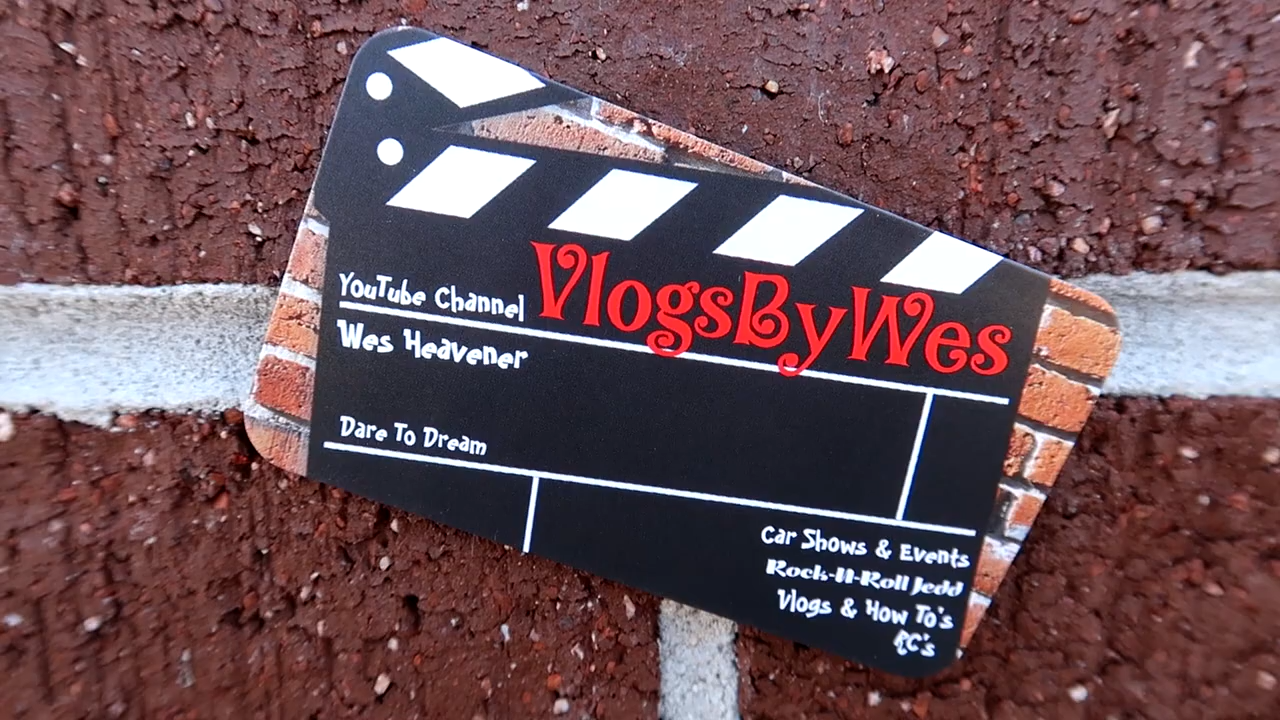 YouTube Channel VlogsByWes
Wes Heavener
Dare To Dream
Car Shows & Events
Rock-N-Roll Jedd
Vlogs & How To's
RC's